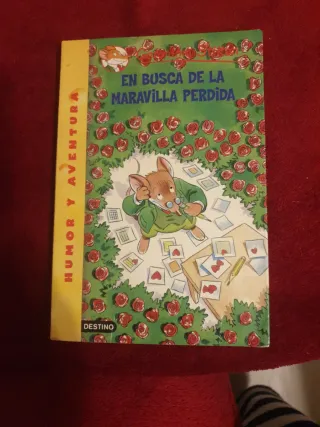 EN BUSCA DE LA
MARAVILLA PERDIDA
HUMOR Y AVENTURA
DESTINO